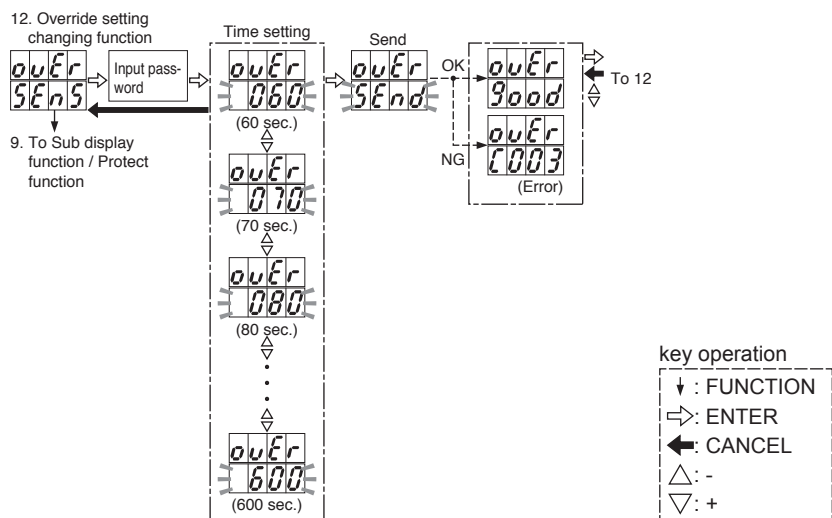 12. Override setting
changing function
ouEr
SEnS
Input pass-
word
9. To Sub display
function / Protect
function
Time setting
ouEr
060
(60 sec.)
ouEr
070
(70 sec.)
ouEr
080
(80 sec.)
ouEr
600
(600 sec.)
Send
ouEr
SEnd
OK
NG
ouEr
good
ouEr
C003
(Error)
To 12
key operation
: FUNCTION
: ENTER
: CANCEL
: -
: +